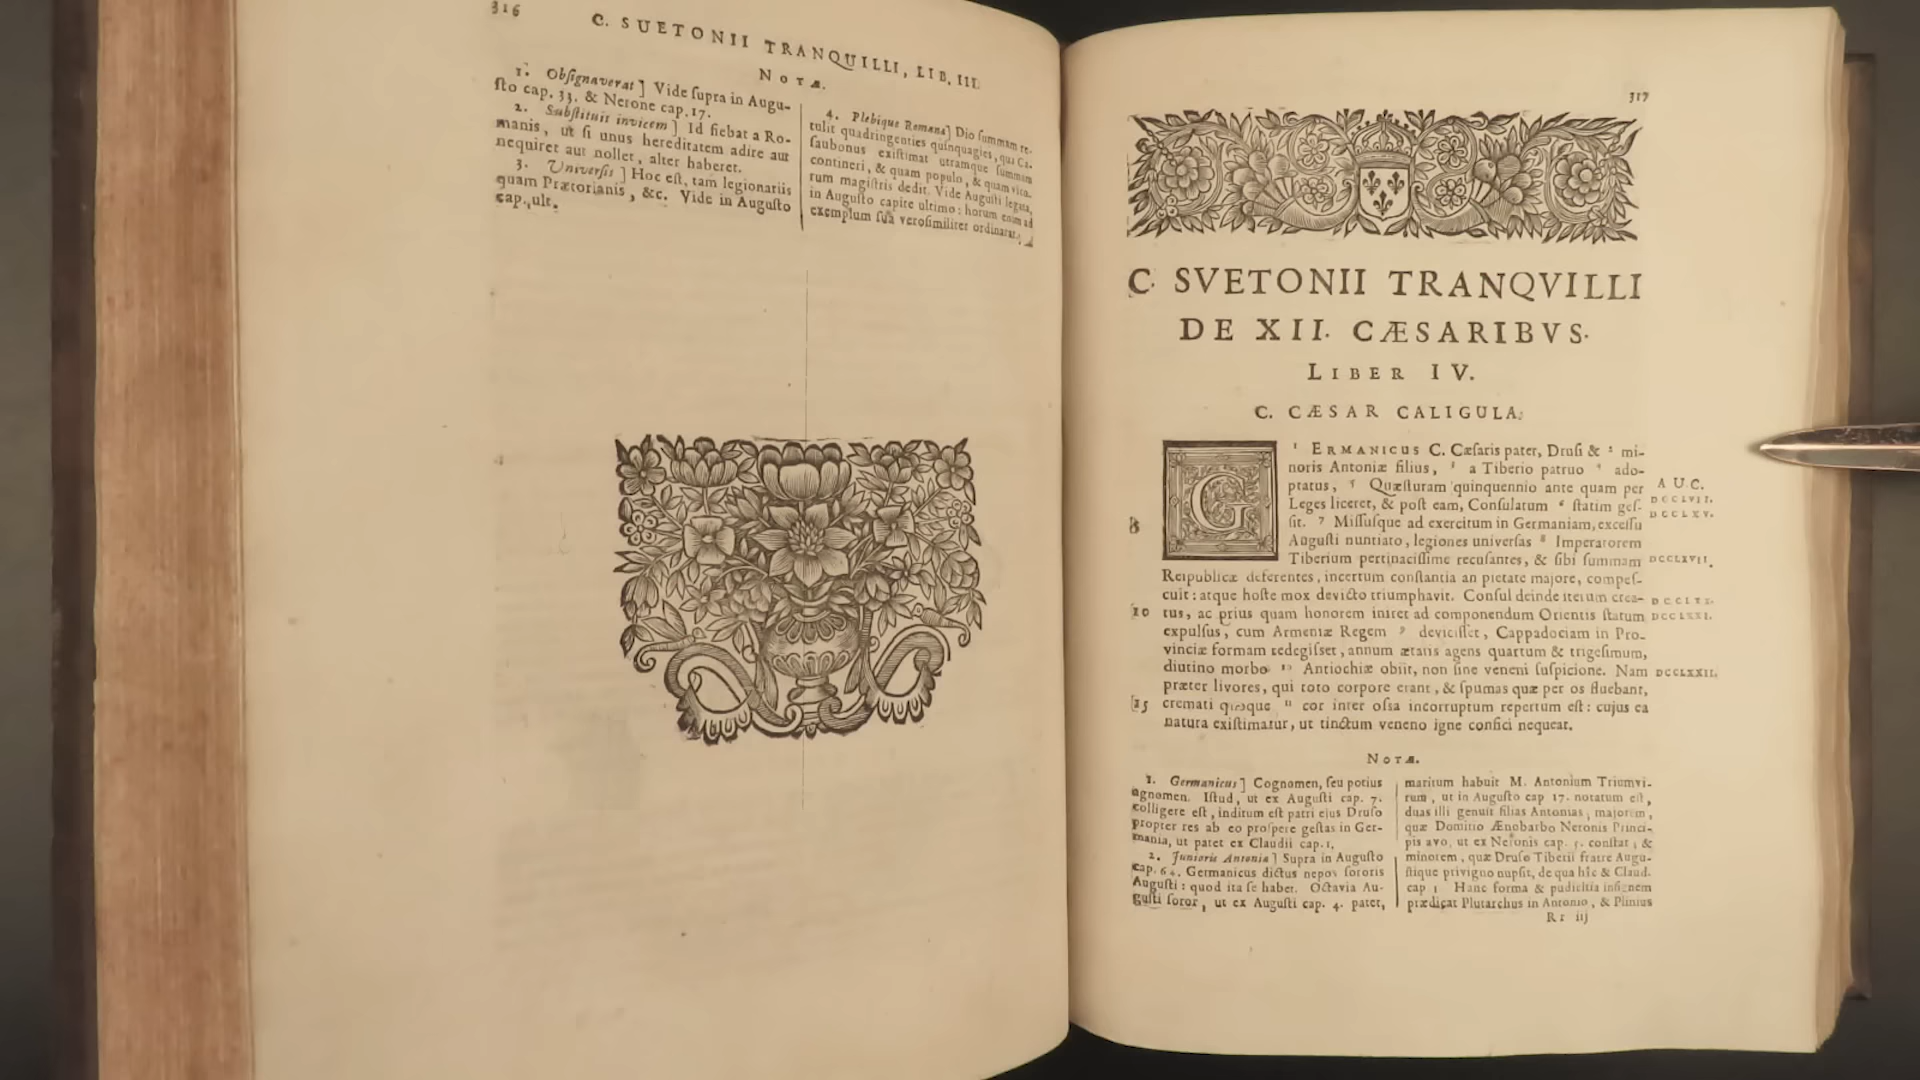 316
C. SUETONII TRANQUILLI, LIB. III.
NOTÆ.
1. Obſignaverat ] Vide ſupra in Augu-
ſto cap. 33. & Nerone cap. 17.
2. Subſtituit invicem ] Id fiebat a Ro-
manis, ut ſi unus hereditatem adire aut
nequiret aut nollet, alter haberet.
3. Univerſis ] Hoc eſt, tam legionariis
quam Prætorianis, &c. Vide in Auguſto
cap. ult.
4. Plebique Romanæ] Dio ſummam re-
tulit quadringenties quinquagies, qui Ca-
ſaubonus exiſtimat utramque ſummam
contineri, & quam populo, & quam vico-
rum magiſtris dedit. Vide Auguſti legata,
in Auguſto capite ultimo: horum enim ad
exemplum ſua veroſimiliter ordinarat.
317
C. SVETONII TRANQVILLI
DE XII. CÆSARIBVS.
LIBER IV.
C. CÆSAR CALIGULA.
G 1 ERMANICUS C. Cæſaris pater, Druſi & 2 mi-
noris Antoniæ filius, 3 a Tiberio patruo 4 ado-
ptatus, 5 Quæſturam quinquennio ante quam per A U.C. DCCLVII.
Leges liceret, & poſt eam, Conſulatum 6 ſtatim geſ- DCCLXV.
ſit. 7 Miſſuſque ad exercitum in Germaniam, exceſſu
Auguſti nuntiato, legiones univerſas 8 Imperatorem
Tiberium pertinaciſſime recuſantes, & ſibi ſummam DCCLXVII.
Reipublicæ deferentes, incertum conſtantia an pietate majore, compeſ-
cuit: atque hoſte mox devicto triumphavit. Conſul deinde iterum crea-
10 tus, ac prius quam honorem iniret ad componendum Orientis ſtatum DCCLXXI.
expulſus, cum Armeniæ Regem 9 deviciſſet, Cappadociam in Pro-
vinciæ formam redegiſſet, annum ætatis agens quartum & trigeſimum,
diutino morbo 10 Antiochiæ obiit, non ſine veneni ſuſpicione. Nam DCCLXXII.
præter livores, qui toto corpore erant, & ſpumas quæ per os fluebant,
15 cremati quoque 11 cor inter oſſa incorruptum repertum eſt: cujus ea
natura exiſtimatur, ut tinctum veneno igne confici nequeat.
NOTÆ.
1. Germanicus ] Cognomen, ſeu potius
agnomen. Iſtud, ut ex Auguſti cap. 7.
colligere eſt, inditum eſt patri ejus Druſo
propter res ab eo proſpere geſtas in Ger-
mania, ut patet ex Claudii cap. 1.
2. Junioris Antoniæ ] Supra in Auguſto
cap. 64. Germanicus dictus nepos ſororis
Auguſti: quod ita ſe habet. Octavia Au-
guſti ſoror, ut ex Auguſti cap. 4. patet,
maritum habuit M. Antonium Triumvi-
rum, ut in Auguſto cap 17. notatum eſt,
duas illi genuit filias Antonias, majorem,
quæ Domitio Ænobarbo Neronis Princi-
pis avo, ut ex Neronis cap. 5. conſtat; &
minorem, quæ Druſo Tiberii fratre Augu-
ſtique privigno nupſit, de qua hîc & Claud.
cap 1 Hanc forma & pudicitia inſignem
prædicat Plutarchus in Antonio, & Plinius
Rr iij